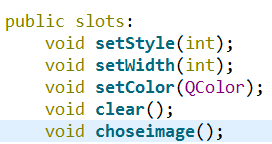 public slots:
    void setStyle(int);
    void setWidth(int);
    void setColor(QColor);
    void clear();
    void choseimage();